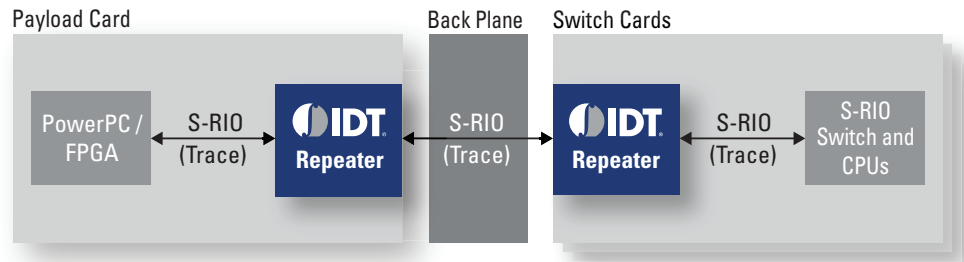 Payload Card
Back Plane
Switch Cards
PowerPC /
FPGA
S-RIO
(Trace)
IDT
Repeater
S-RIO
(Trace)
IDT
Repeater
S-RIO
(Trace)
S-RIO
Switch and
CPUs